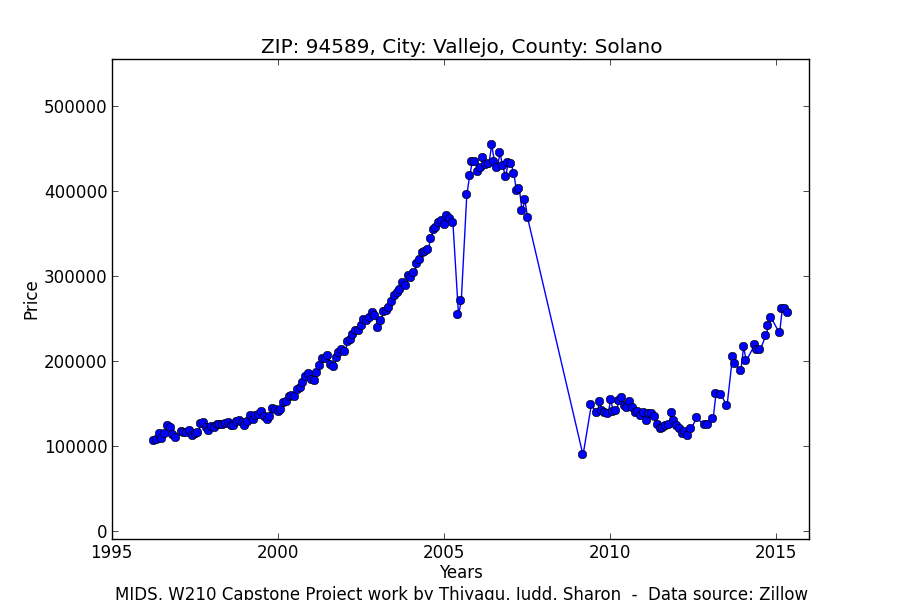 ZIP: 94589, City: Vallejo, County: Solano
Price
500000
400000
300000
200000
100000
0
1995
2000
2005
2010
2015
Years
MIDS, W210 Capstone Project work by Thiyagu, Judd, Sharon - Data source: Zillow